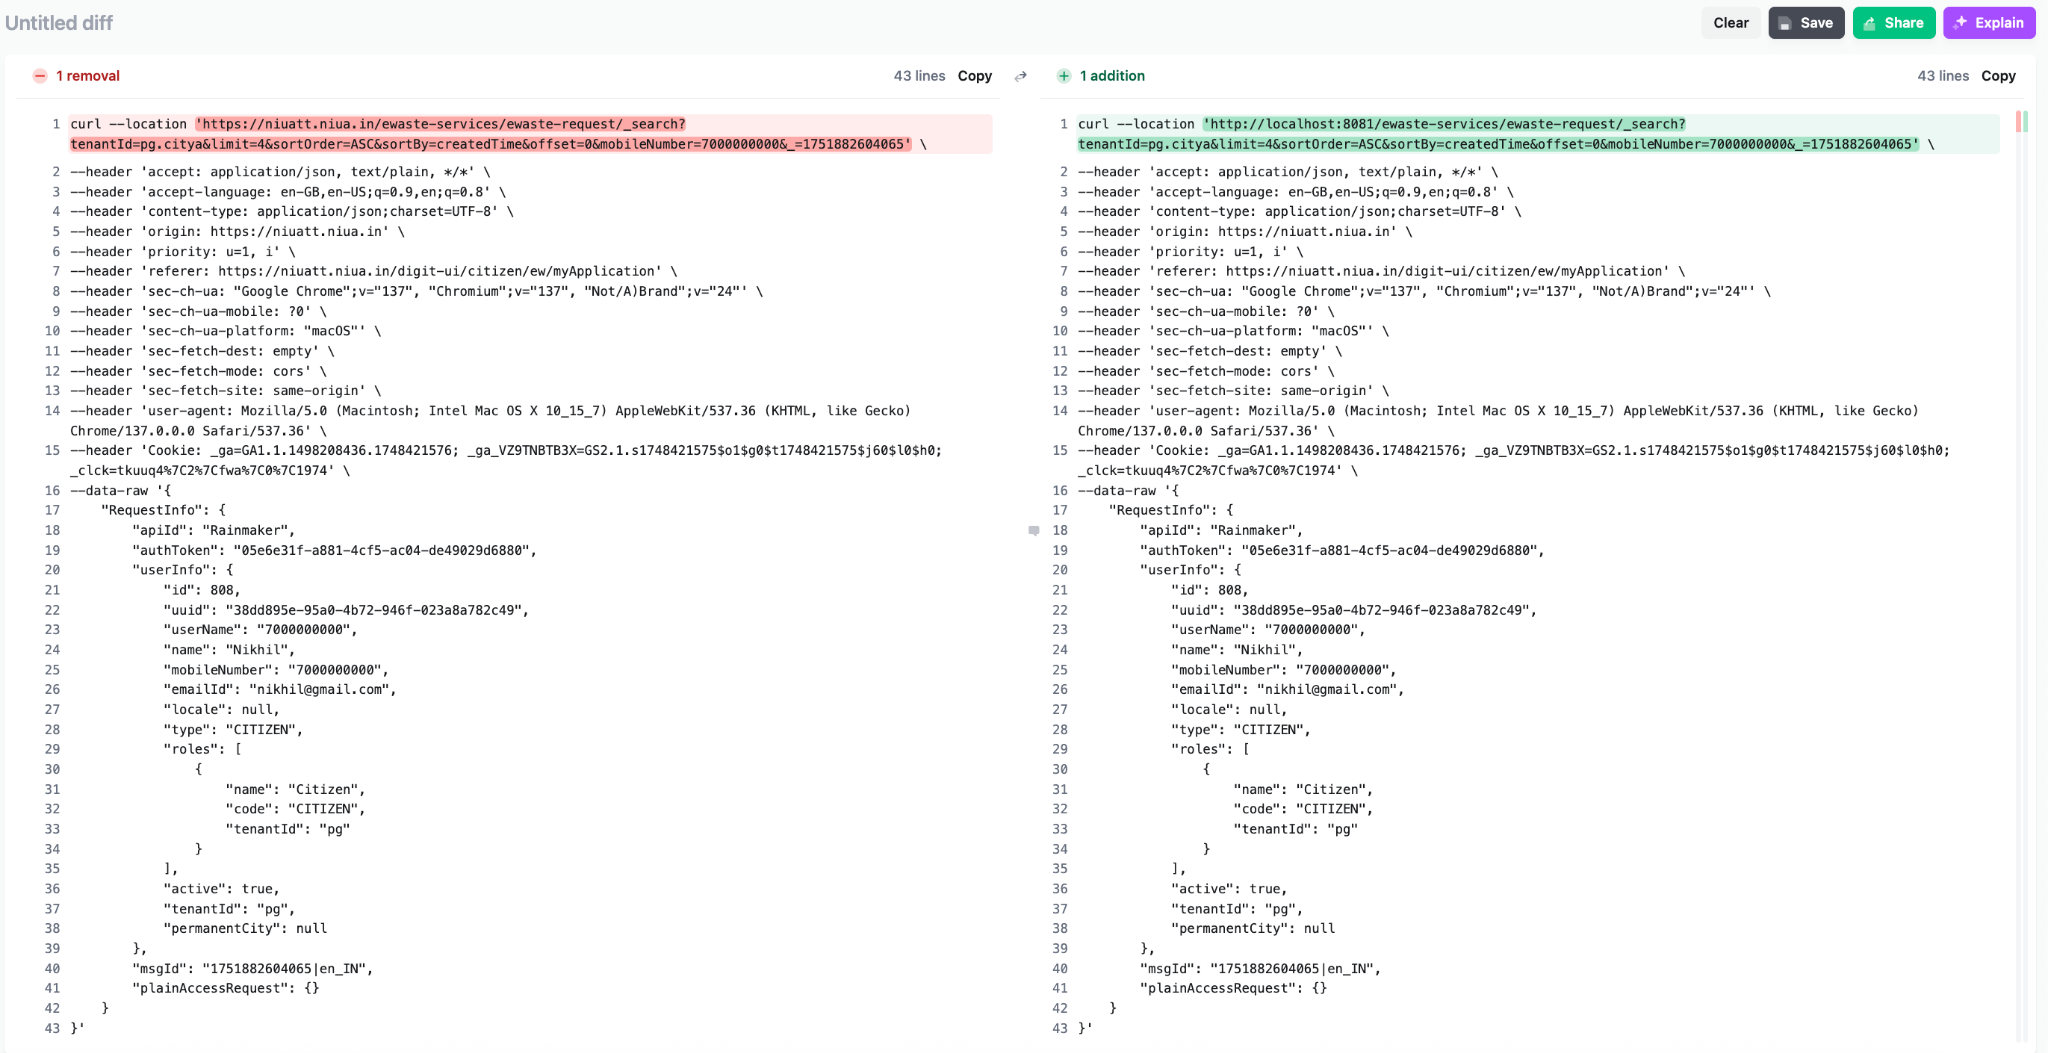 Untitled diff
Clear Save Share Explain
1 removal 43 lines Copy
1 curl --location 'https://niuatt.niua.in/ewaste-services/ewaste-request/_search?
tenantId=pg.citya&limit=4&sortOrder=ASC&sortBy=createdTime&offset=0&mobileNumber=7000000000&_=1751882604065' \
2 --header 'accept: application/json, text/plain, */*' \
3 --header 'accept-language: en-GB,en-US;q=0.9,en;q=0.8' \
4 --header 'content-type: application/json;charset=UTF-8' \
5 --header 'origin: https://niuatt.niua.in' \
6 --header 'priority: u=1, i' \
7 --header 'referer: https://niuatt.niua.in/digit-ui/citizen/ew/myApplication' \
8 --header 'sec-ch-ua: "Google Chrome";v="137", "Chromium";v="137", "Not/A)Brand";v="24"' \
9 --header 'sec-ch-ua-mobile: ?0' \
10 --header 'sec-ch-ua-platform: "macOS"' \
11 --header 'sec-fetch-dest: empty' \
12 --header 'sec-fetch-mode: cors' \
13 --header 'sec-fetch-site: same-origin' \
14 --header 'user-agent: Mozilla/5.0 (Macintosh; Intel Mac OS X 10_15_7) AppleWebKit/537.36 (KHTML, like Gecko)
Chrome/137.0.0.0 Safari/537.36' \
15 --header 'Cookie: _ga=GA1.1.1498208436.1748421576; _ga_VZ9TNBTB3X=GS2.1.s1748421575$o1$g0$t1748421575$j60$l0$h0;
_clck=tkuuq4%7C2%7Cfwa%7C0%7C1974' \
16 --data-raw '{
17 "RequestInfo": {
18 "apiId": "Rainmaker",
19 "authToken": "05e6e31f-a881-4cf5-ac04-de49029d6880",
20 "userInfo": {
21 "id": 808,
22 "uuid": "38dd895e-95a0-4b72-946f-023a8a782c49",
23 "userName": "7000000000",
24 "name": "Nikhil",
25 "mobileNumber": "7000000000",
26 "emailId": "nikhil@gmail.com",
27 "locale": null,
28 "type": "CITIZEN",
29 "roles": [
30 {
31 "name": "Citizen",
32 "code": "CITIZEN",
33 "tenantId": "pg"
34 }
35 ],
36 "active": true,
37 "tenantId": "pg",
38 "permanentCity": null
39 },
40 "msgId": "1751882604065|en_IN",
41 "plainAccessRequest": {}
42 }
43 }'
1 addition 43 lines Copy
1 curl --location 'http://localhost:8081/ewaste-services/ewaste-request/_search?
tenantId=pg.citya&limit=4&sortOrder=ASC&sortBy=createdTime&offset=0&mobileNumber=7000000000&_=1751882604065' \
2 --header 'accept: application/json, text/plain, */*' \
3 --header 'accept-language: en-GB,en-US;q=0.9,en;q=0.8' \
4 --header 'content-type: application/json;charset=UTF-8' \
5 --header 'origin: https://niuatt.niua.in' \
6 --header 'priority: u=1, i' \
7 --header 'referer: https://niuatt.niua.in/digit-ui/citizen/ew/myApplication' \
8 --header 'sec-ch-ua: "Google Chrome";v="137", "Chromium";v="137", "Not/A)Brand";v="24"' \
9 --header 'sec-ch-ua-mobile: ?0' \
10 --header 'sec-ch-ua-platform: "macOS"' \
11 --header 'sec-fetch-dest: empty' \
12 --header 'sec-fetch-mode: cors' \
13 --header 'sec-fetch-site: same-origin' \
14 --header 'user-agent: Mozilla/5.0 (Macintosh; Intel Mac OS X 10_15_7) AppleWebKit/537.36 (KHTML, like Gecko)
Chrome/137.0.0.0 Safari/537.36' \
15 --header 'Cookie: _ga=GA1.1.1498208436.1748421576; _ga_VZ9TNBTB3X=GS2.1.s1748421575$o1$g0$t1748421575$j60$l0$h0;
_clck=tkuuq4%7C2%7Cfwa%7C0%7C1974' \
16 --data-raw '{
17 "RequestInfo": {
18 "apiId": "Rainmaker",
19 "authToken": "05e6e31f-a881-4cf5-ac04-de49029d6880",
20 "userInfo": {
21 "id": 808,
22 "uuid": "38dd895e-95a0-4b72-946f-023a8a782c49",
23 "userName": "7000000000",
24 "name": "Nikhil",
25 "mobileNumber": "7000000000",
26 "emailId": "nikhil@gmail.com",
27 "locale": null,
28 "type": "CITIZEN",
29 "roles": [
30 {
31 "name": "Citizen",
32 "code": "CITIZEN",
33 "tenantId": "pg"
34 }
35 ],
36 "active": true,
37 "tenantId": "pg",
38 "permanentCity": null
39 },
40 "msgId": "1751882604065|en_IN",
41 "plainAccessRequest": {}
42 }
43 }'